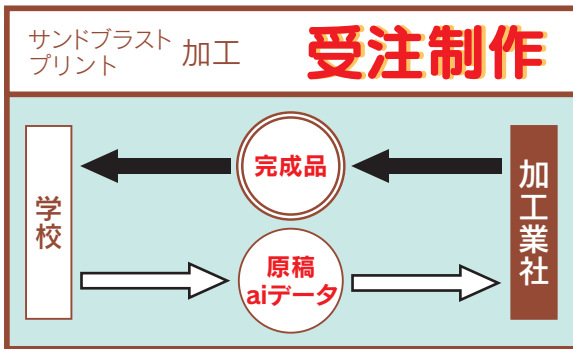 サンドブラスト
プリント
加工
受注制作
学校
完成品
加工業社
原稿
aiデータ